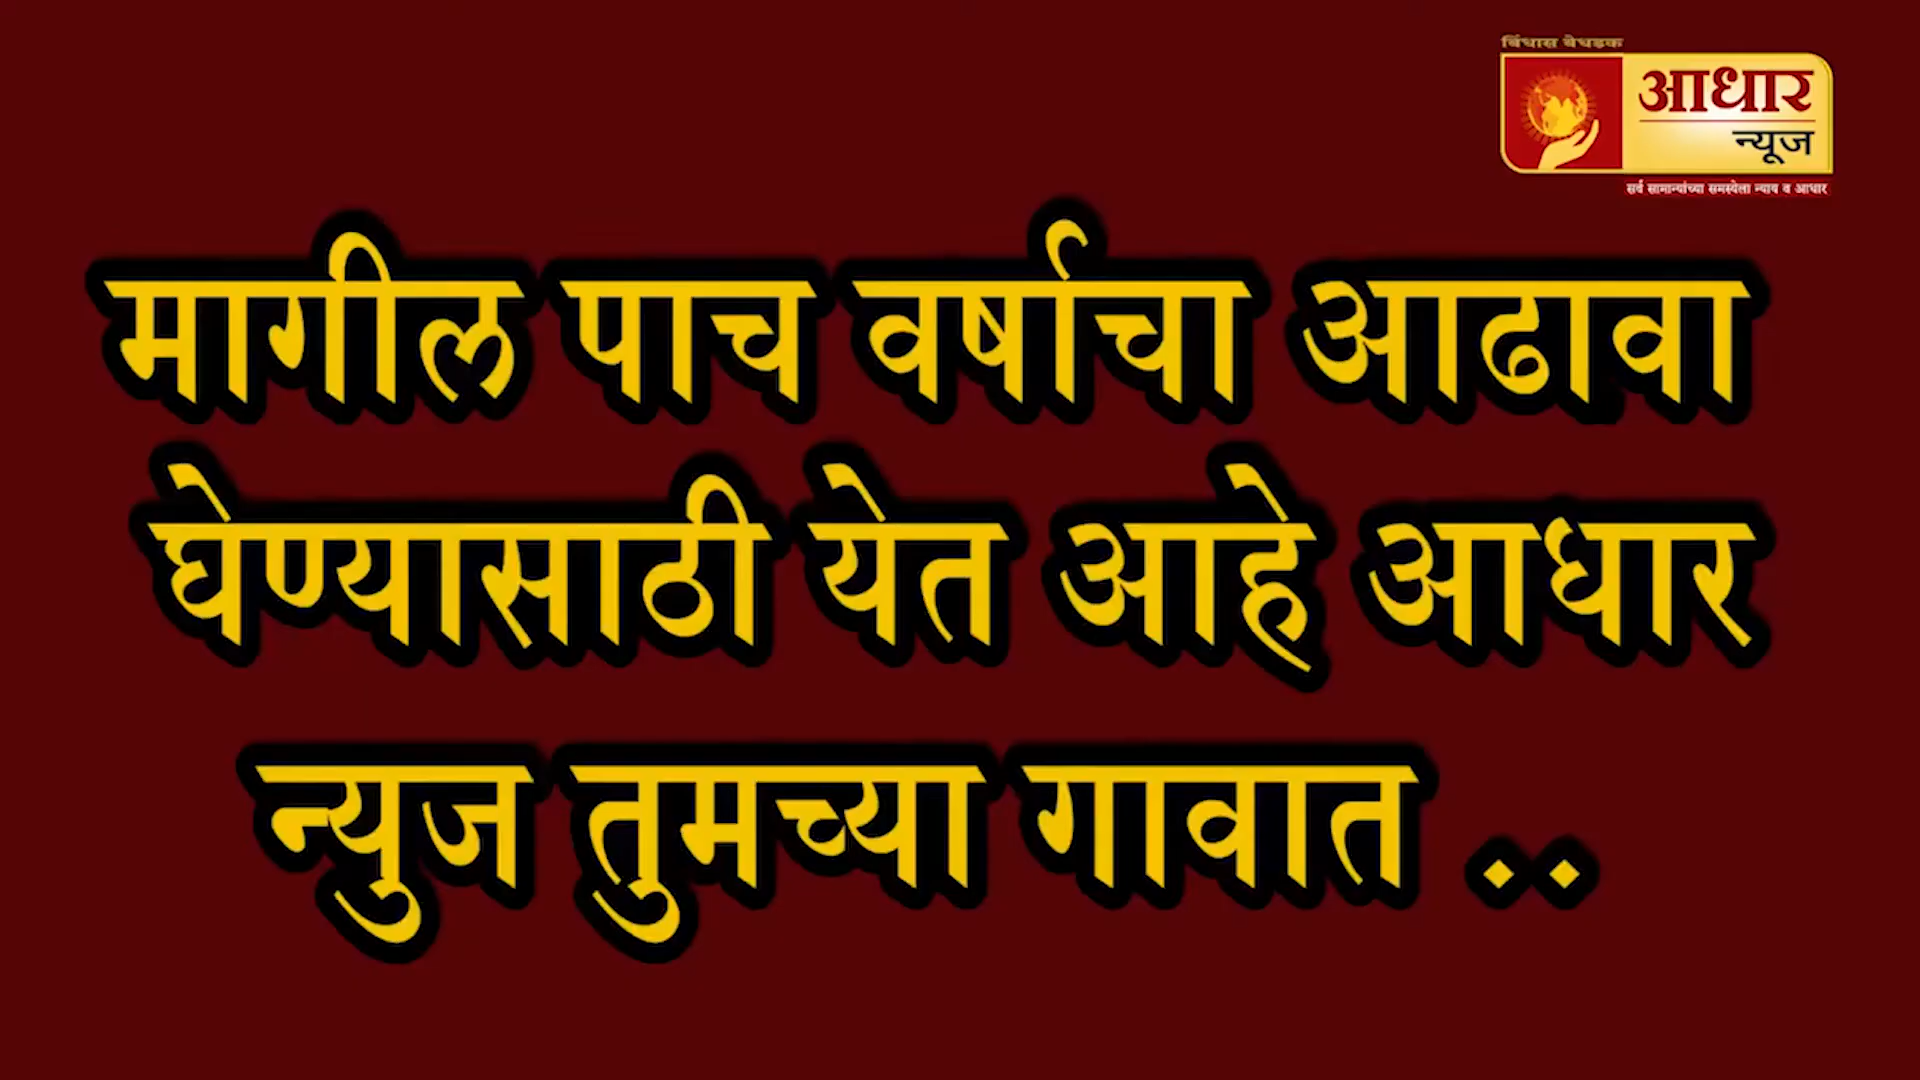 बिंधास बेधडक
आधार
न्यूज
सर्व सामान्यांच्या समस्येला न्याय व आधार
मागील पाच वर्षाचा आढावा
घेण्यासाठी येत आहे आधार
न्युज तुमच्या गावात ..